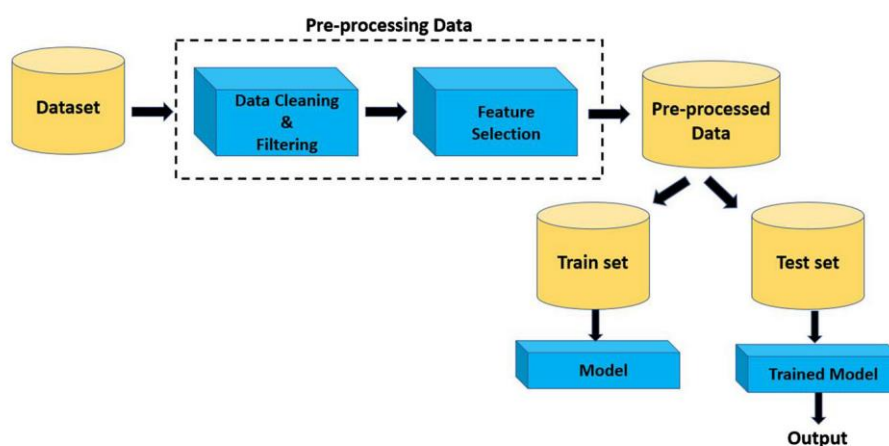 Pre-processing Data
Dataset
Data Cleaning
&
Filtering
Feature
Selection
Pre-processed
Data
Train set
Test set
Model
Trained Model
Output